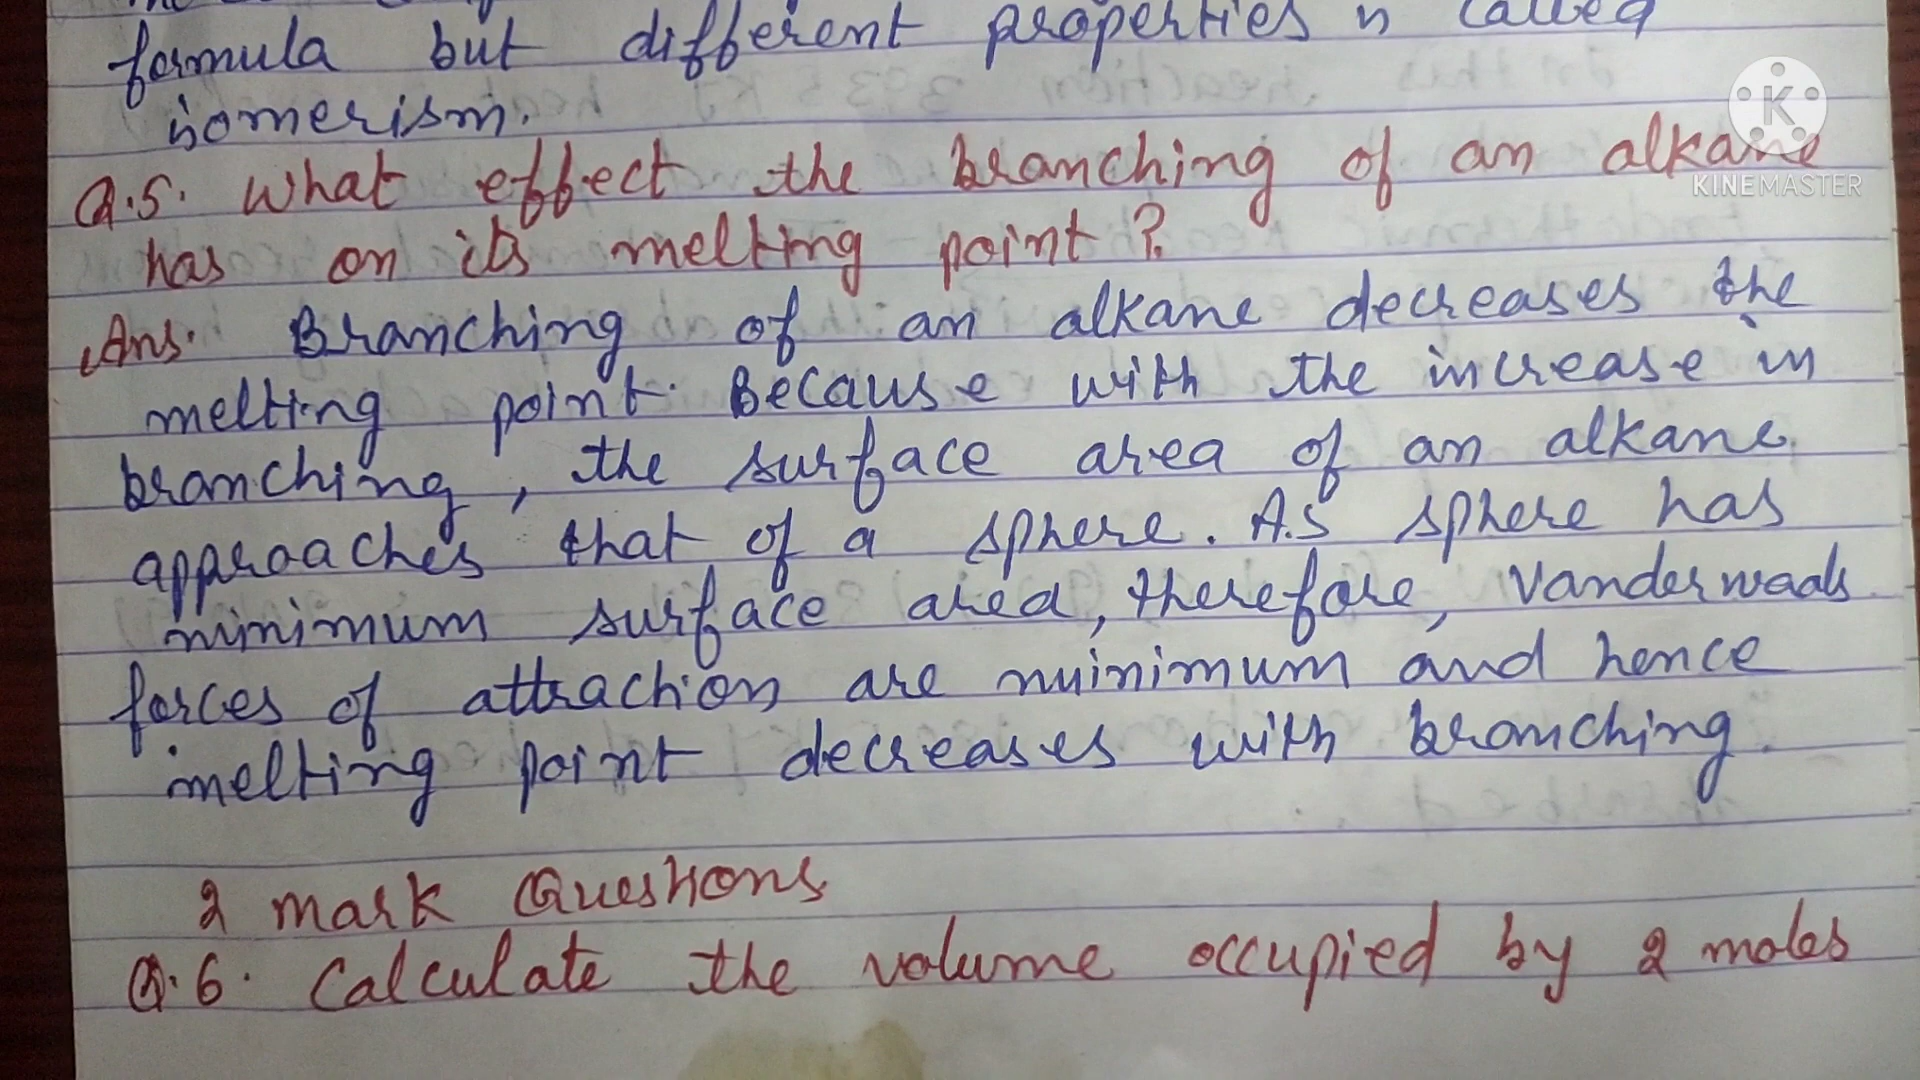 formula but different properties is called
isomerism.
Q.5. What effect the branching of an alkane
has on its melting point?
Ans. Branching of an alkane decreases the
melting point. Because with the increase in
branching, the surface area of an alkane
approaches that of a sphere. A.S sphere has
minimum surface area, therefore, Vanderwaals
forces of attraction are minimum and hence
melting point decreases with branching.
2 mark Questions
Q.6. Calculate the volume occupied by 2 moles
K
KINEMASTER